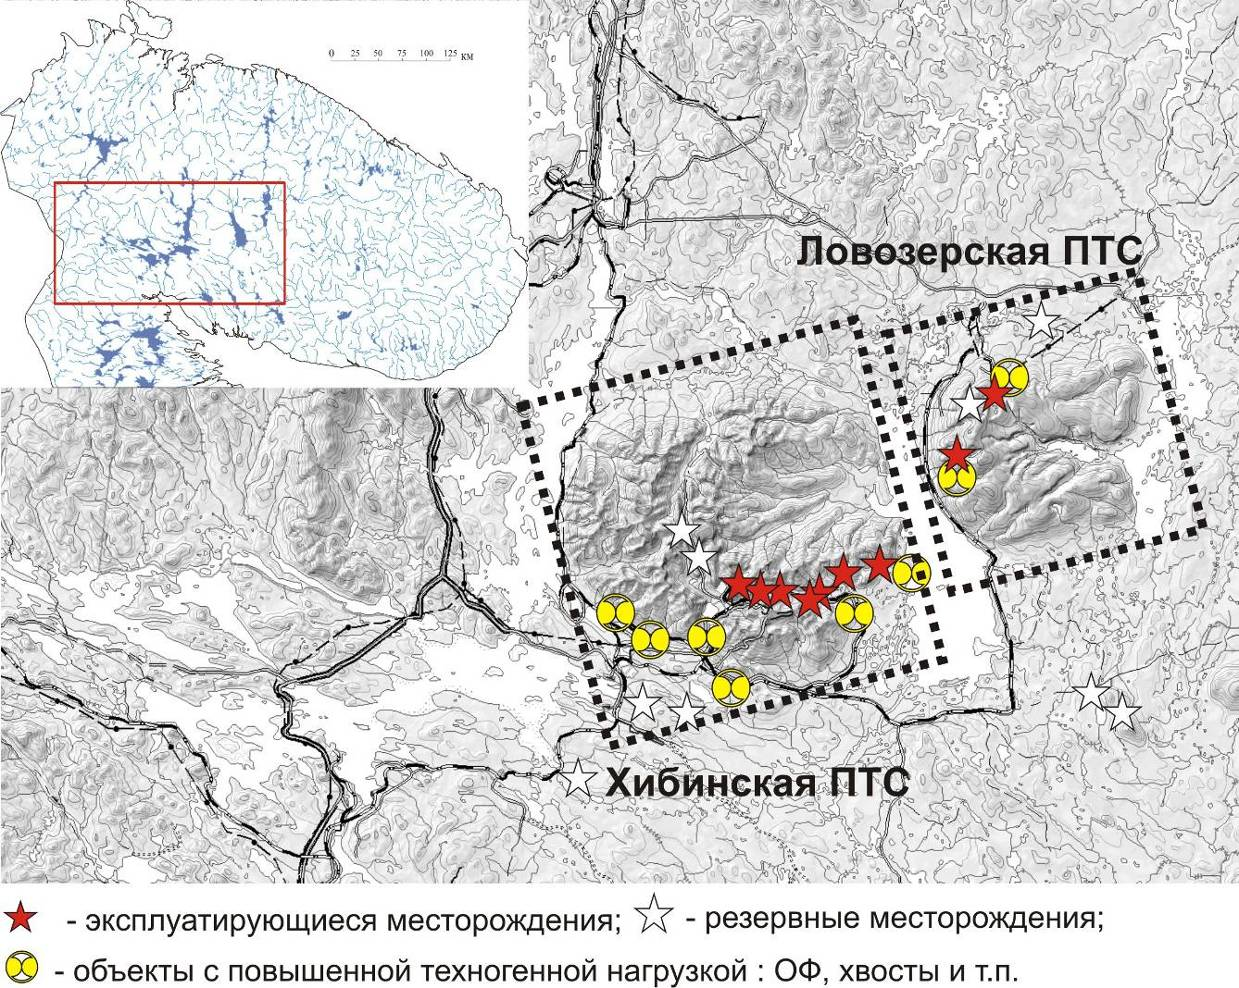 0 25 50 75 100 125 КМ
Ловозерская ПТС
Хибинская ПТС
- эксплуатирующиеся месторождения; - резервные месторождения;
- объекты с повышенной техногенной нагрузкой : ОФ, хвосты и т.п.